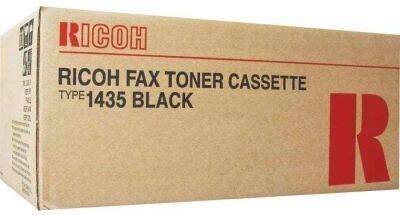 RICOH
RICOH FAX TONER CASSETTE
TYPE 1435 BLACK
R